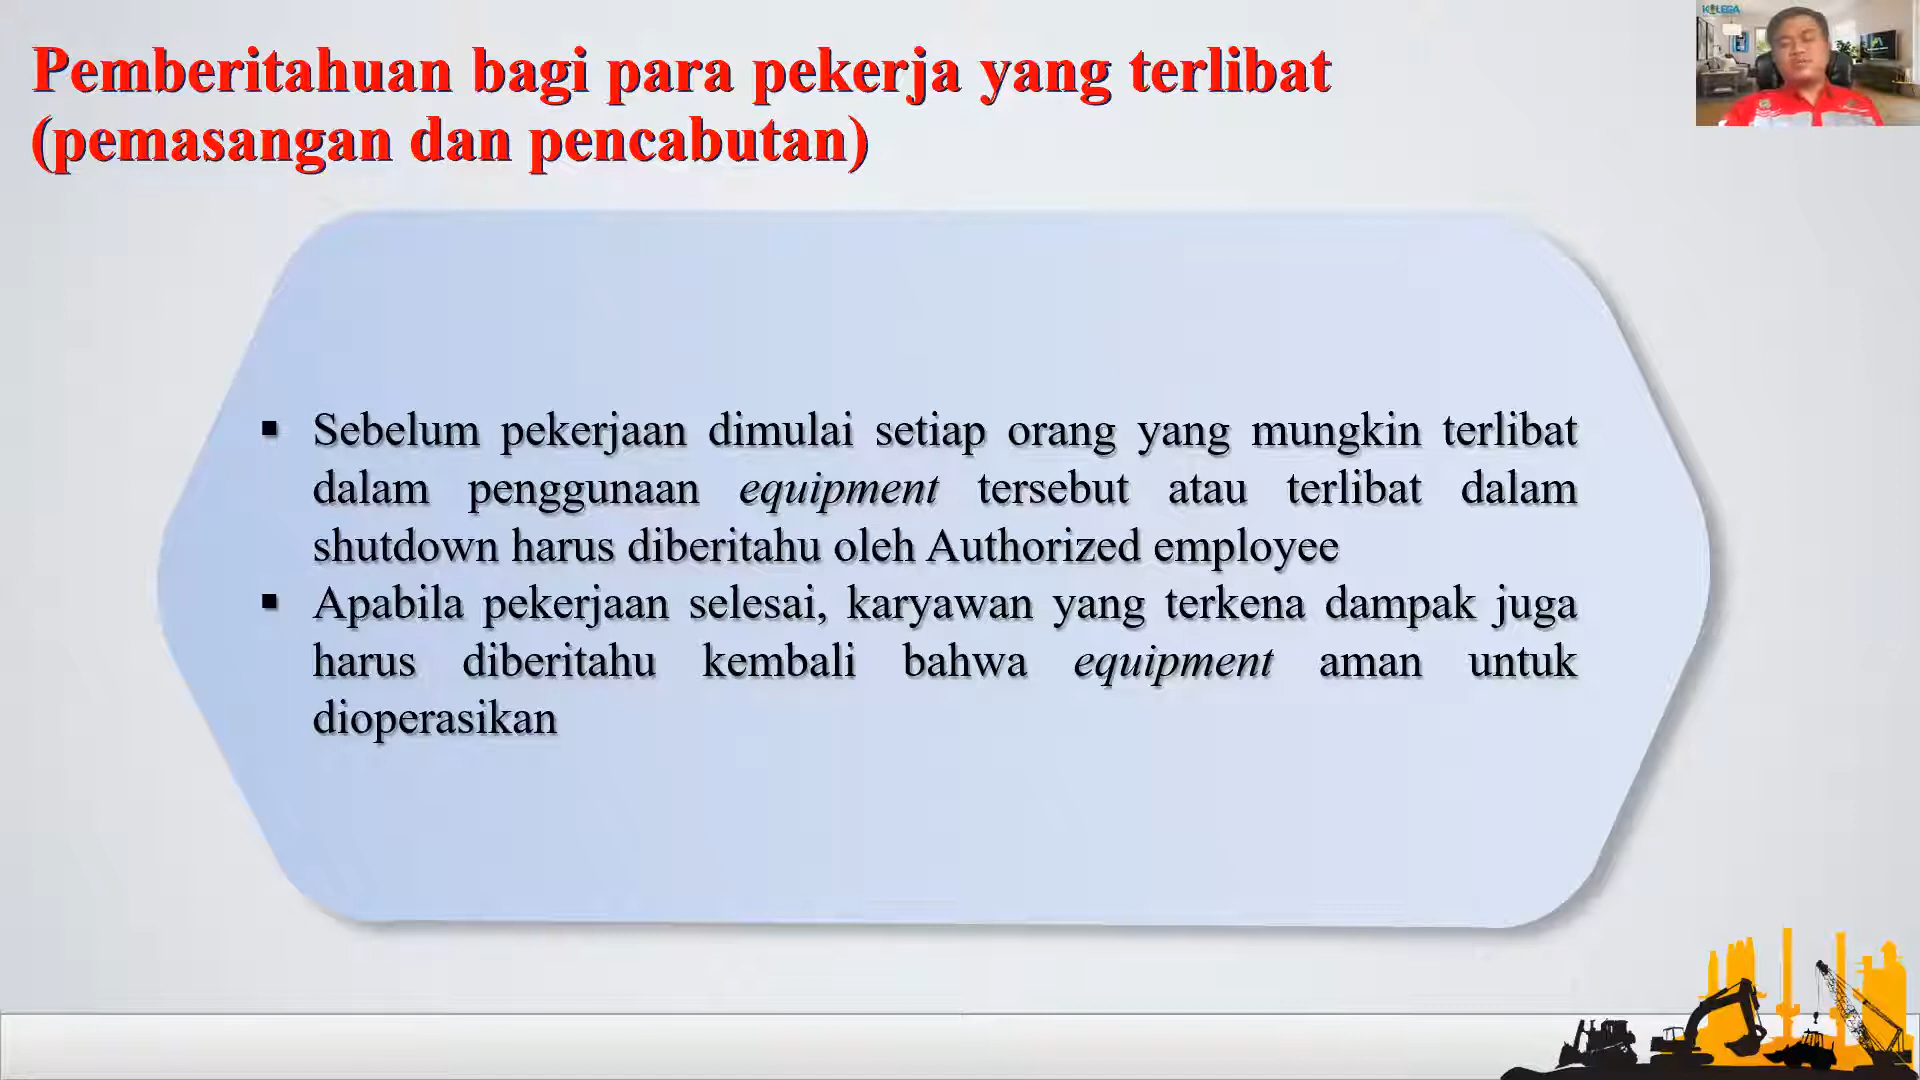 Pemberitahuan bagi para pekerja yang terlibat
(pemasangan dan pencabutan)
KOLEGA
▪ Sebelum pekerjaan dimulai setiap orang yang mungkin terlibat
dalam penggunaan equipment tersebut atau terlibat dalam
shutdown harus diberitahu oleh Authorized employee
▪ Apabila pekerjaan selesai, karyawan yang terkena dampak juga
harus diberitahu kembali bahwa equipment aman untuk
dioperasikan